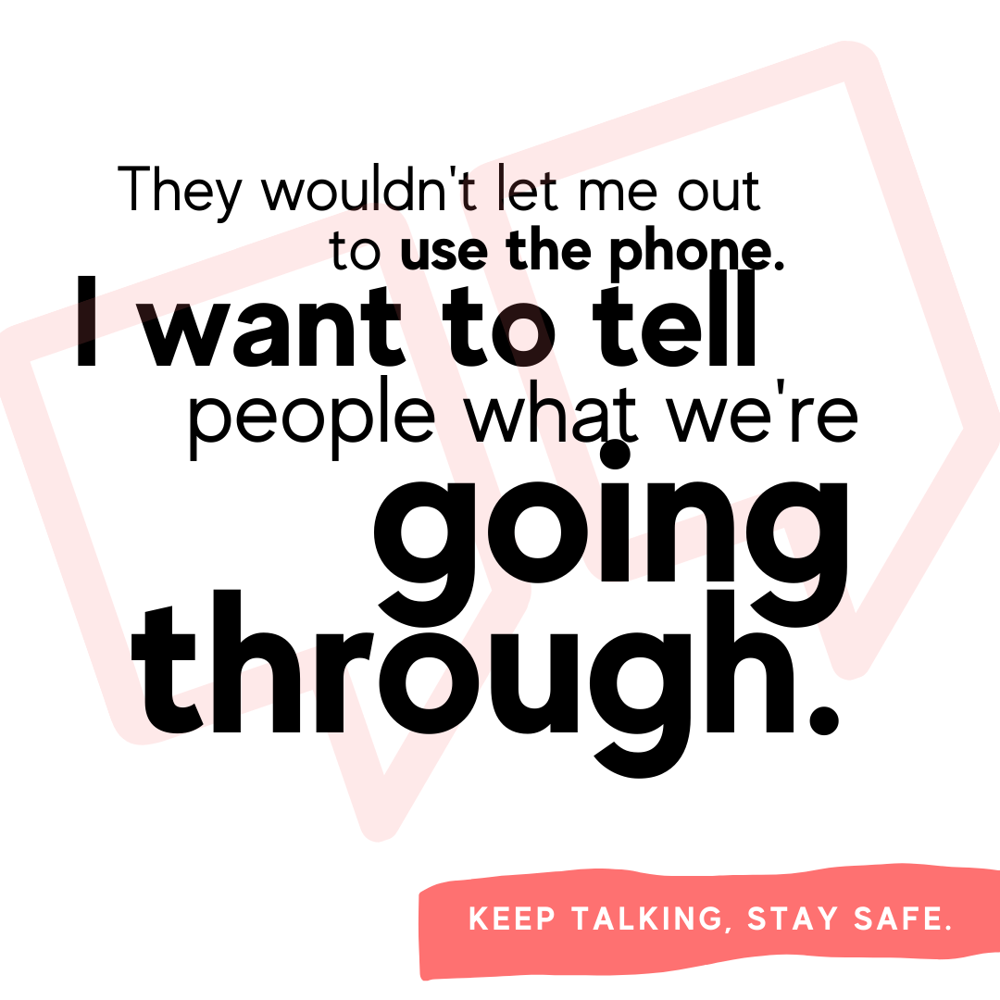 They wouldn't let me out
to use the phone.
I want to tell
people what we're
going
through.
KEEP TALKING, STAY SAFE.